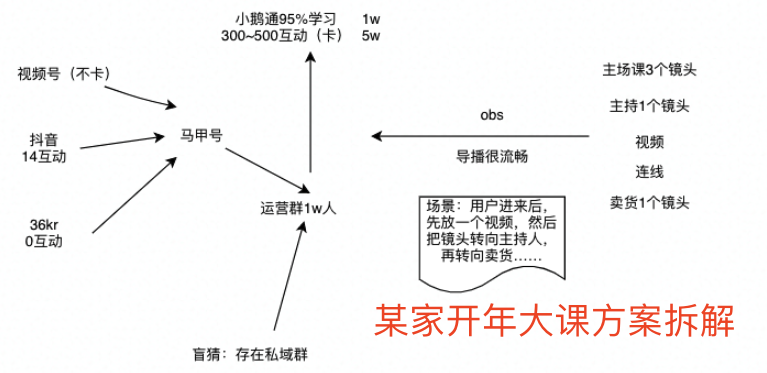 小鹅通95%学习 1w
300~500互动（卡） 5w
视频号（不卡）
抖音
14互动
36kr
0互动
马甲号
运营群1w人
盲猜：存在私域群
obs
导播很流畅
主场课3个镜头
主持1个镜头
视频
连线
卖货1个镜头
场景：用户进来后，
先放一个视频，然后
把镜头转向主持人，
再转向卖货……
某家开年大课方案拆解